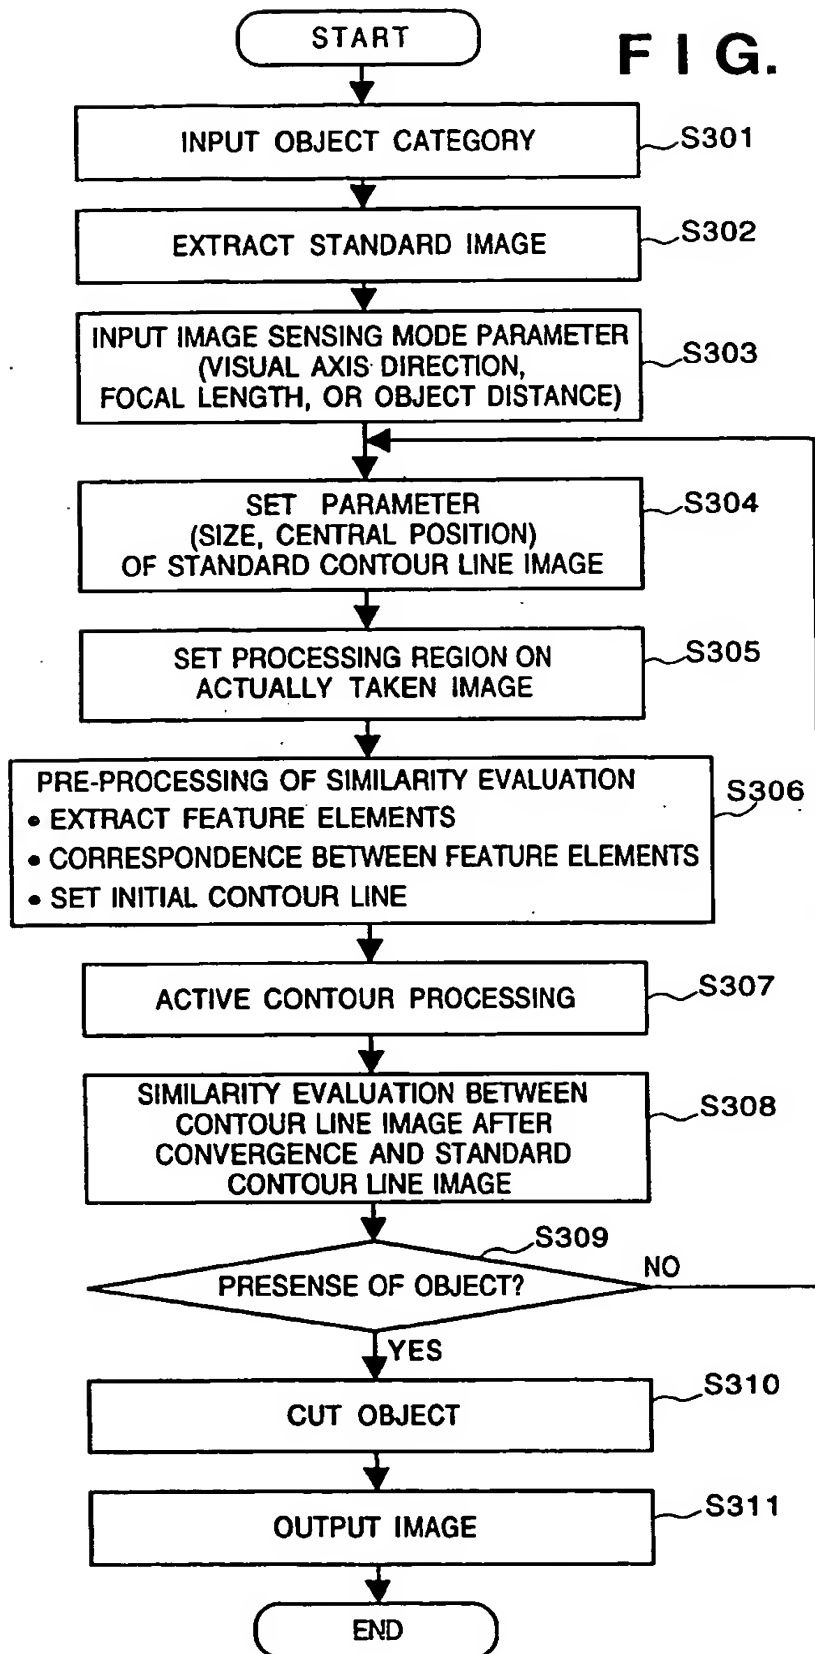 START
FIG.
INPUT OBJECT CATEGORY
S301
EXTRACT STANDARD IMAGE
S302
INPUT IMAGE SENSING MODE PARAMETER
(VISUAL AXIS DIRECTION,
FOCAL LENGTH, OR OBJECT DISTANCE)
S303
SET PARAMETER
(SIZE, CENTRAL POSITION)
OF STANDARD CONTOUR LINE IMAGE
S304
SET PROCESSING REGION ON
ACTUALLY TAKEN IMAGE
S305
PRE-PROCESSING OF SIMILARITY EVALUATION
• EXTRACT FEATURE ELEMENTS
• CORRESPONDENCE BETWEEN FEATURE ELEMENTS
• SET INITIAL CONTOUR LINE
S306
ACTIVE CONTOUR PROCESSING
S307
SIMILARITY EVALUATION BETWEEN
CONTOUR LINE IMAGE AFTER
CONVERGENCE AND STANDARD
CONTOUR LINE IMAGE
S308
S309
PRESENSE OF OBJECT?
NO
YES
CUT OBJECT
S310
OUTPUT IMAGE
S311
END